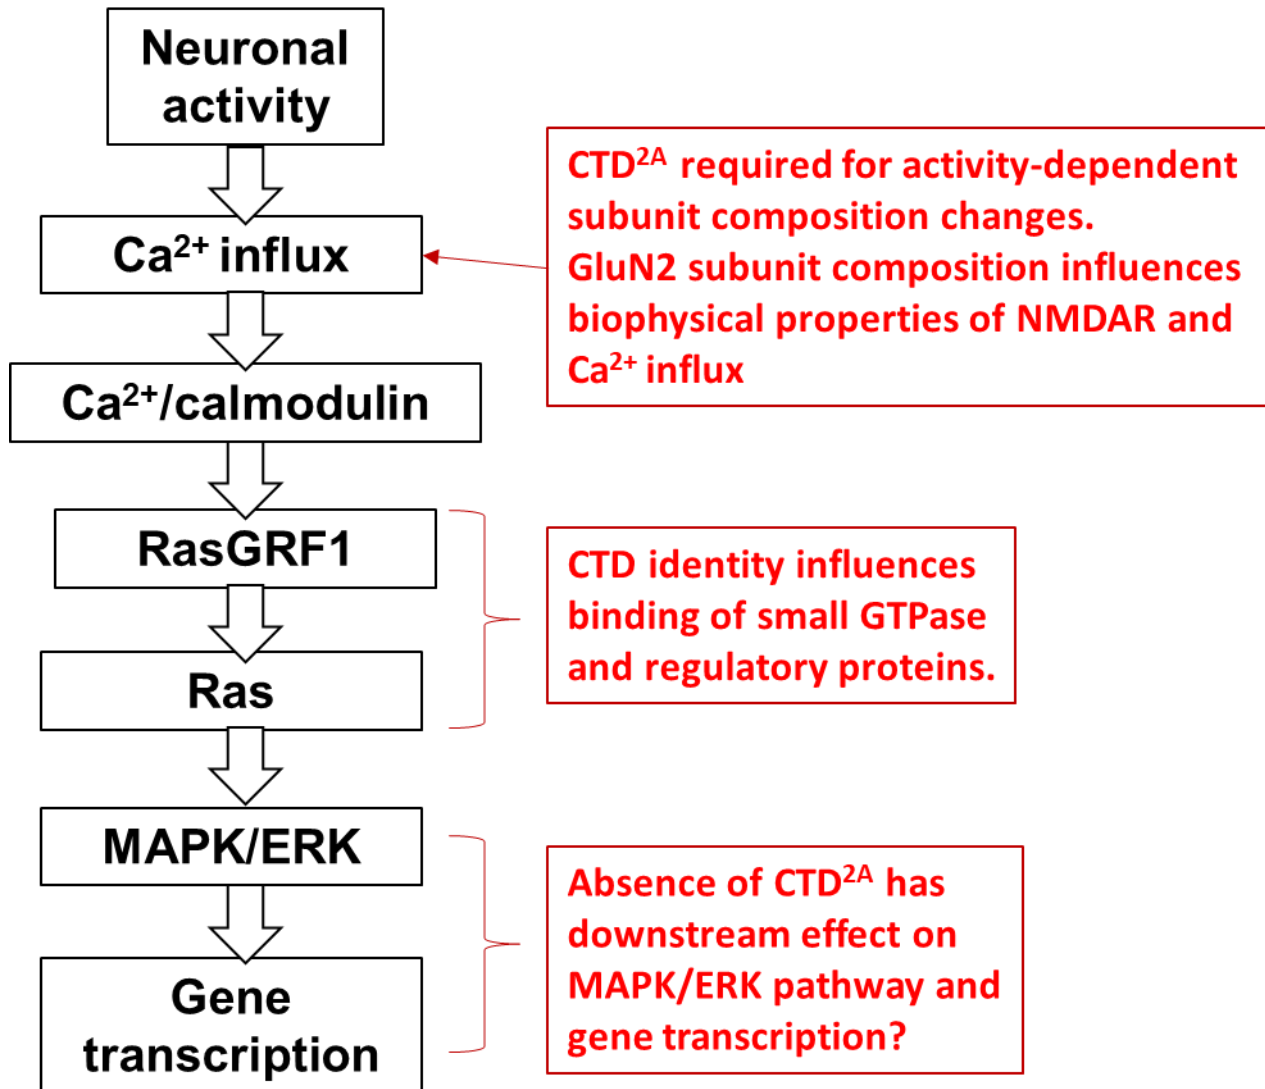 Neuronal
activity
Ca²⁺ influx
Ca²⁺/calmodulin
RasGRF1
Ras
MAPK/ERK
Gene
transcription
CTD²ᴬ required for activity-dependent
subunit composition changes.
GluN2 subunit composition influences
biophysical properties of NMDAR and
Ca²⁺ influx
CTD identity influences
binding of small GTPase
and regulatory proteins.
Absence of CTD²ᴬ has
downstream effect on
MAPK/ERK pathway and
gene transcription?